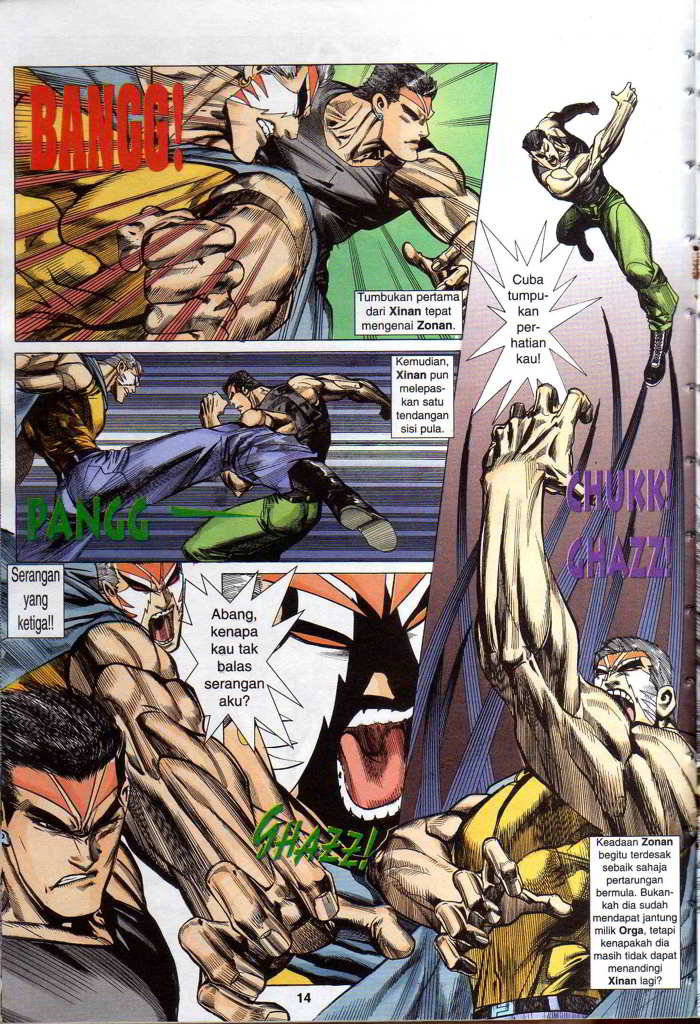 BANGG!
Tumbukan pertama
dari Xinan tepat
mengenai Zonan.
Cuba
tumpu-
kan
per-
hatian
kau!
Kemudian,
Xinan pun
melepas-
kan satu
tendangan
sisi pula.
PANGG
CHUKK!
GHAZZ!
Serangan
yang
ketiga!!
Abang,
kenapa
kau tak
balas
serangan
aku?
GHAZZ!
Keadaan Zonan
begitu terdesak
sebaik sahaja
pertarungan
bermula. Bukan-
kah dia sudah
mendapat jantung
milik Orga, tetapi
kenapakah dia
masih tidak dapat
menandingi
Xinan lagi?
14